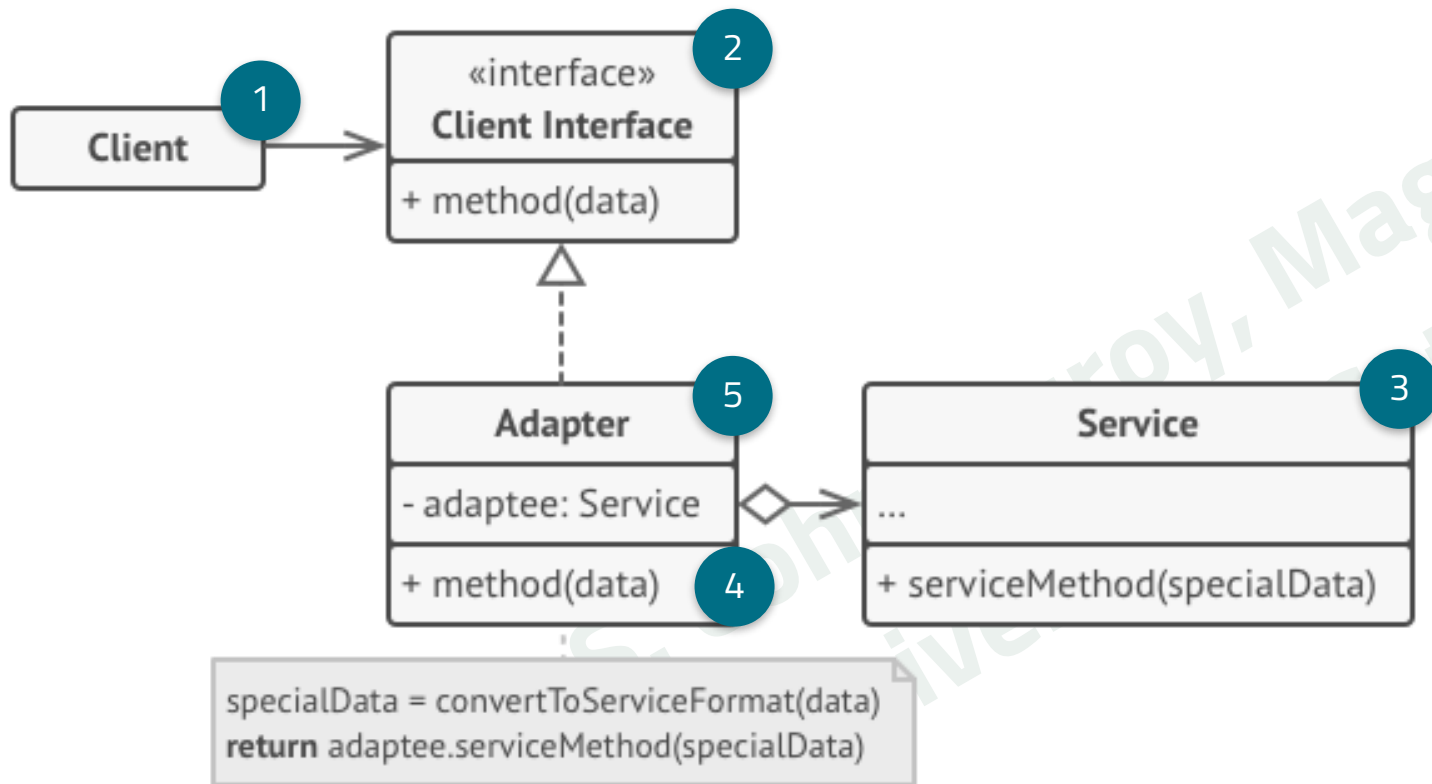 1
Client
2
«interface»
Client Interface
+ method(data)
5
Adapter
- adaptee: Service
+ method(data)
4
3
Service
...
+ serviceMethod(specialData)
specialData = convertToServiceFormat(data)
return adaptee.serviceMethod(specialData)